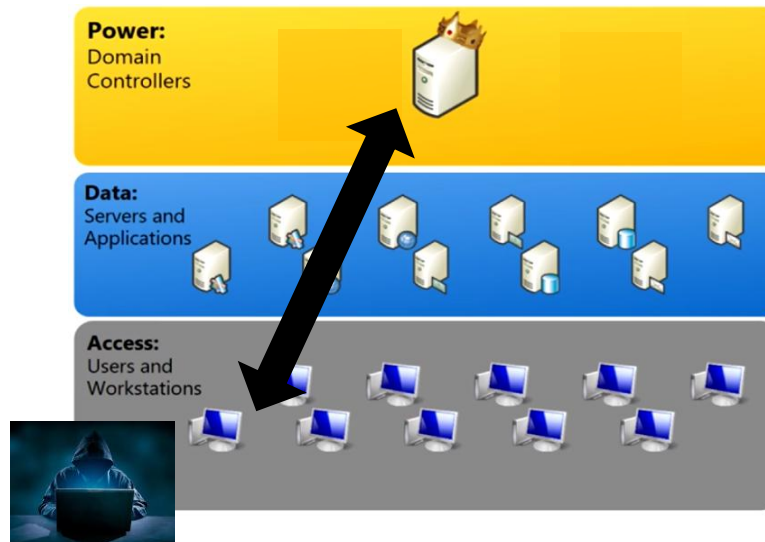 Power:
Domain
Controllers
Data:
Servers and
Applications
Access:
Users and
Workstations